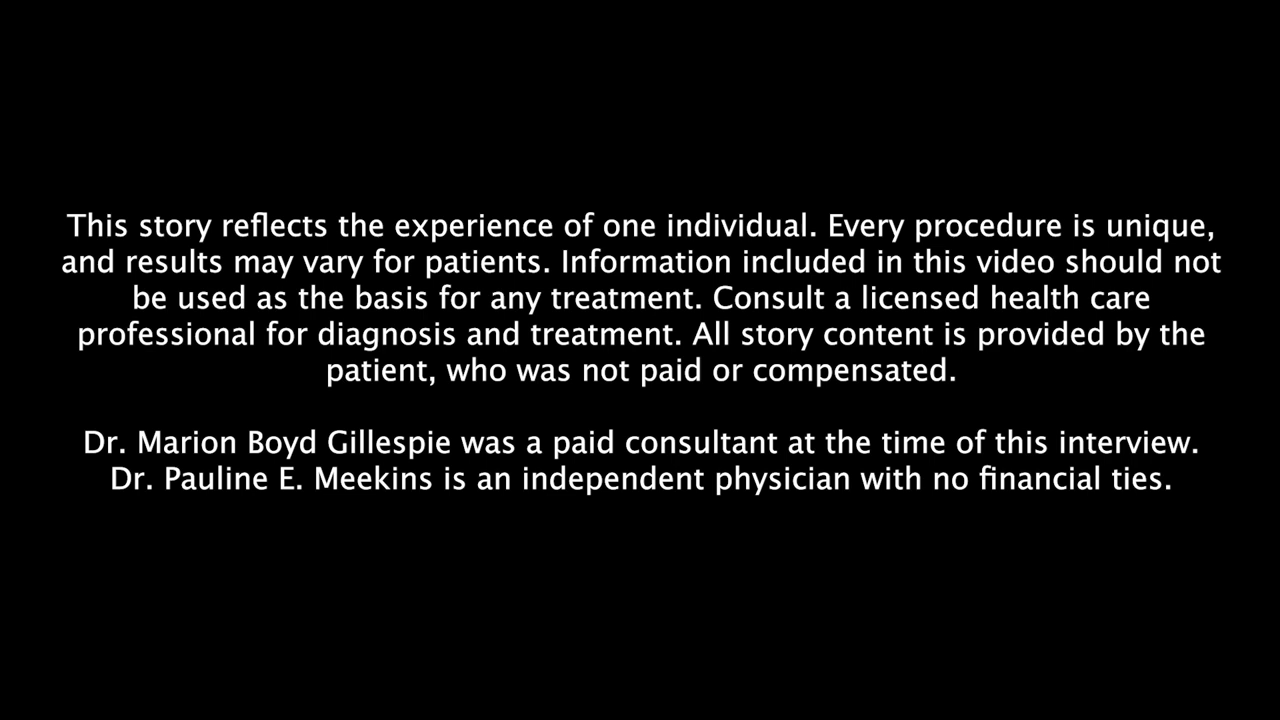 This story reflects the experience of one individual. Every procedure is unique,
and results may vary for patients. Information included in this video should not
be used as the basis for any treatment. Consult a licensed health care
professional for diagnosis and treatment. All story content is provided by the
patient, who was not paid or compensated.
Dr. Marion Boyd Gillespie was a paid consultant at the time of this interview.
Dr. Pauline E. Meekins is an independent physician with no financial ties.